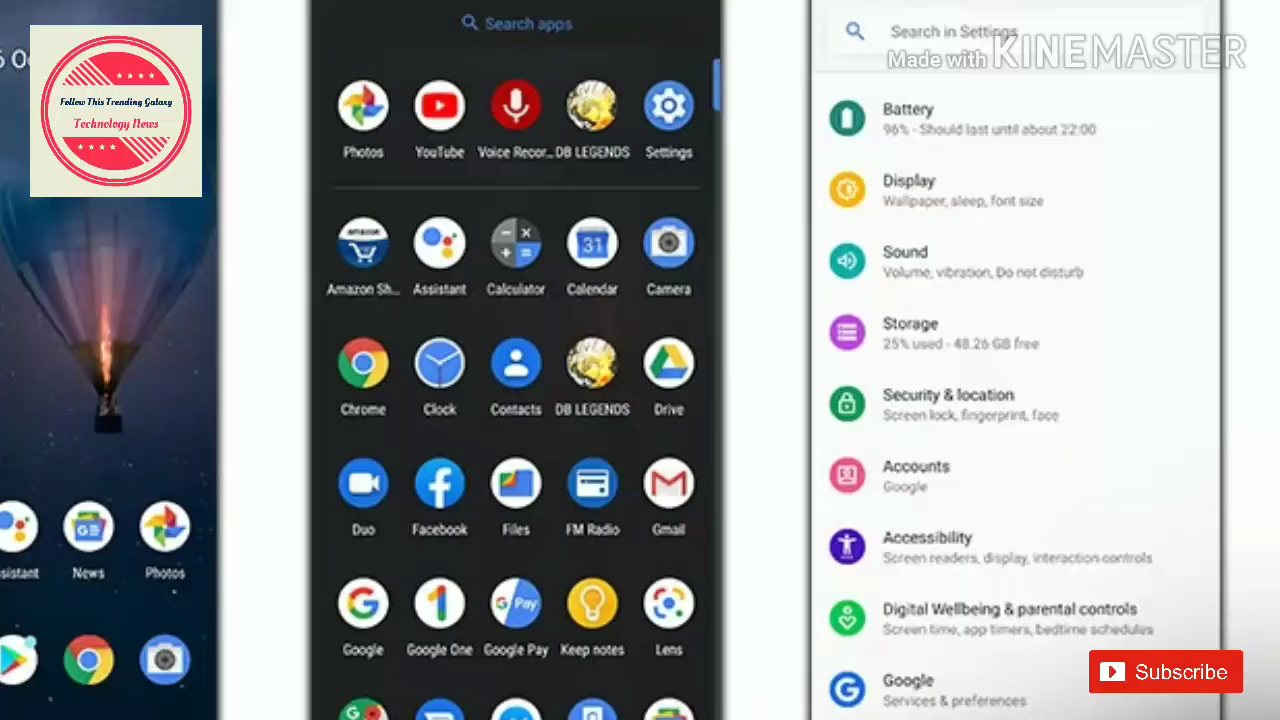 6 O
Follow This Trending Galaxy
Technology News
sistant
News
Photos
Search apps
Photos
YouTube
Voice Recor...
DB LEGENDS
Settings
31
amazon
Amazon Sh...
Assistant
Calculator
Calendar
Camera
Chrome
Clock
Contacts
DB LEGENDS
Drive
Duo
Facebook
Files
FM Radio
Gmail
G Pay
Google
Google One
Google Pay
Keep notes
Lens
Search in Settings
Made with KINEMASTER
Battery
96% - Should last until about 22:00
Display
Wallpaper, sleep, font size
Sound
Volume, vibration, Do not disturb
Storage
25% used - 48.26 GB free
Security & location
Screen lock, fingerprint, face
Accounts
Google
Accessibility
Screen readers, display, interaction controls
Digital Wellbeing & parental controls
Screen time, app timers, bedtime schedules
Google
Services & preferences
Subscribe